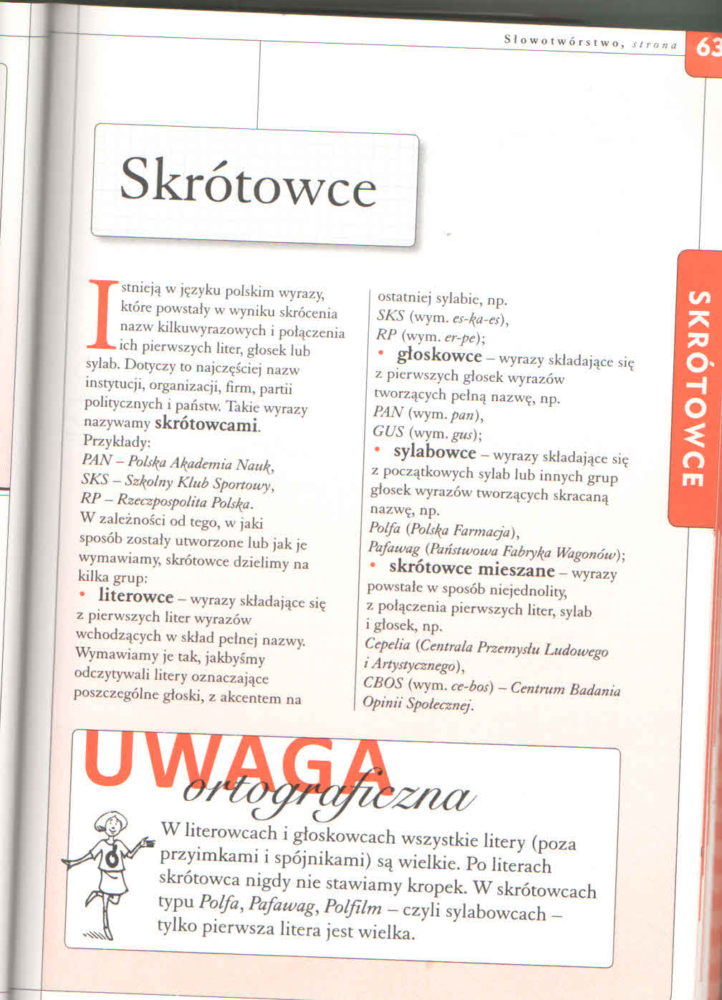 Słowotwórstwo, strona 63
Skrótowce
Istnieją w języku polskim wyrazy,
które powstały w wyniku skrócenia
nazw kilkuwyrazowych i połączenia
ich pierwszych liter, głosek lub
sylab. Dotyczy to najczęściej nazw
instytucji, organizacji, firm, partii
politycznych i państw. Takie wyrazy
nazywamy skrótowcami.
Przykłady:
PAN – Polska Akademia Nauk,
SKS – Szkolny Klub Sportowy,
RP – Rzeczpospolita Polska.
W zależności od tego, w jaki
sposób zostały utworzone lub jak je
wymawiamy, skrótowce dzielimy na
kilka grup:
• literowce – wyrazy składające się
z pierwszych liter wyrazów
wchodzących w skład pełnej nazwy.
Wymawiamy je tak, jakbyśmy
odczytywali litery oznaczające
poszczególne głoski, z akcentem na
ostatniej sylabie, np.
SKS (wym. es-ka-es),
RP (wym. er-pe);
• głoskowce – wyrazy składające się
z pierwszych głosek wyrazów
tworzących pełną nazwę, np.
PAN (wym. pan),
GUS (wym. gus);
• sylabowce – wyrazy składające się
z początkowych sylab lub innych grup
głosek wyrazów tworzących skracaną
nazwę, np.
Polfa (Polska Farmacja),
Pafawag (Państwowa Fabryka Wagonów);
• skrótowce mieszane – wyrazy
powstałe w sposób niejednolity,
z połączenia pierwszych liter, sylab
i głosek, np.
Cepelia (Centrala Przemysłu Ludowego
i Artystycznego),
CBOS (wym. ce-bos) – Centrum Badania
Opinii Społecznej.
SKRÓTOWCE
UWAGA
ortograficzna
W literowcach i głoskowcach wszystkie litery (poza
przyimkami i spójnikami) są wielkie. Po literach
skrótowca nigdy nie stawiamy kropek. W skrótowcach
typu Polfa, Pafawag, Polfilm – czyli sylabowcach –
tylko pierwsza litera jest wielka.
ó